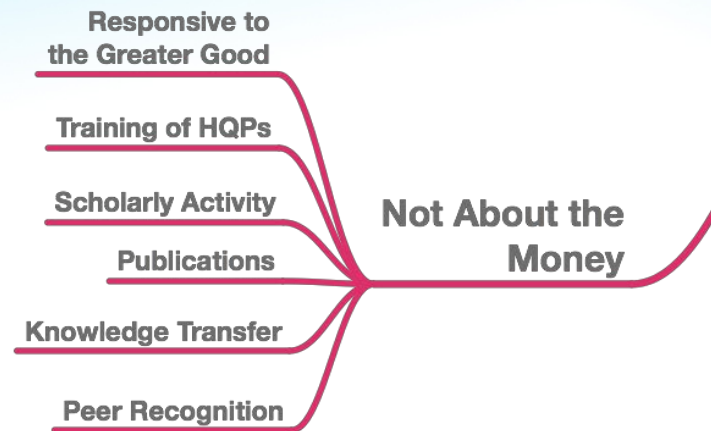 Responsive to
the Greater Good
Training of HQPs
Scholarly Activity
Publications
Knowledge Transfer
Peer Recognition
Not About the
Money